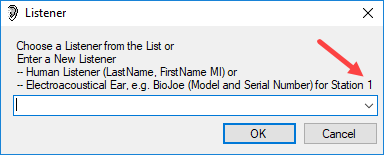 Listener
Choose a Listener from the List or
Enter a New Listener
-- Human Listener (LastName, FirstName MI) or
-- Electroacoustical Ear, e.g. BioJoe (Model and Serial Number) for Station 1
OK
Cancel